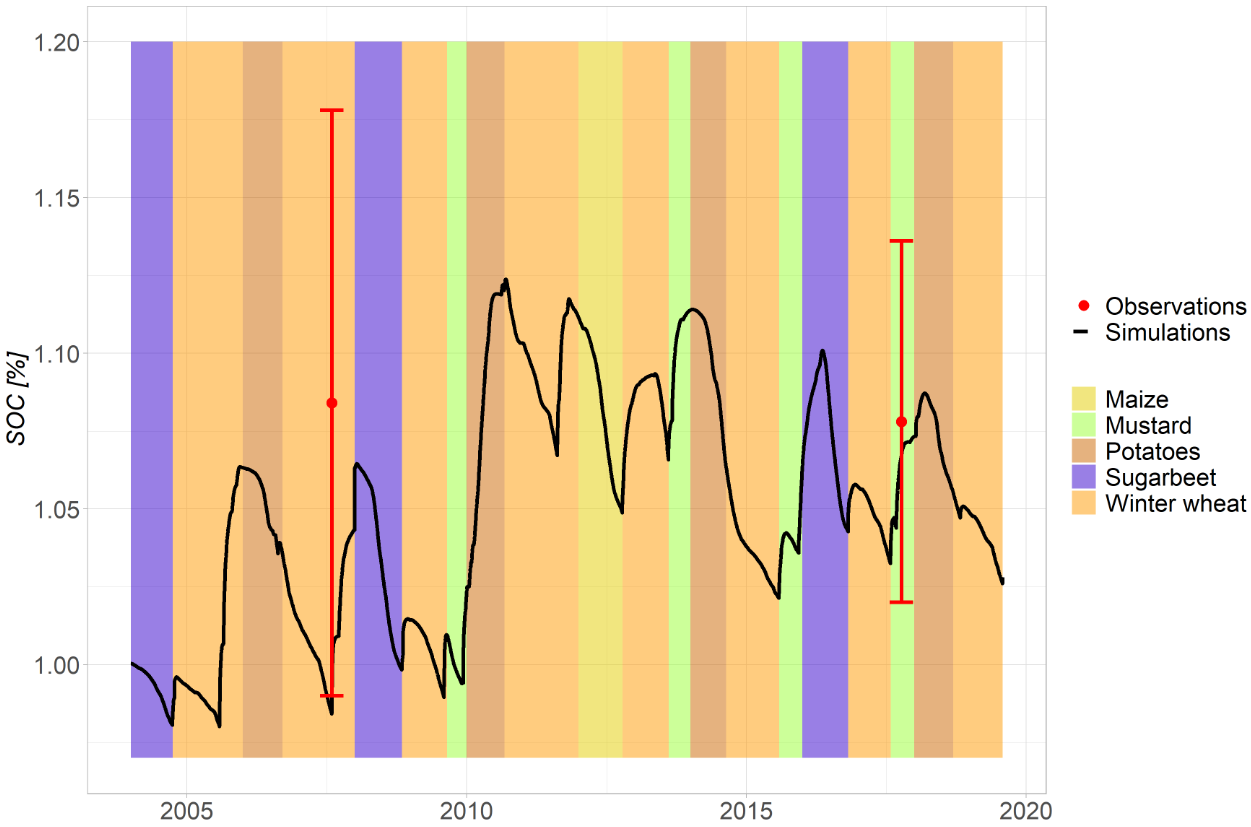 SOC [%]
1.20
1.15
1.10
1.05
1.00
2005
2010
2015
2020
Observations
Simulations
Maize
Mustard
Potatoes
Sugarbeet
Winter wheat